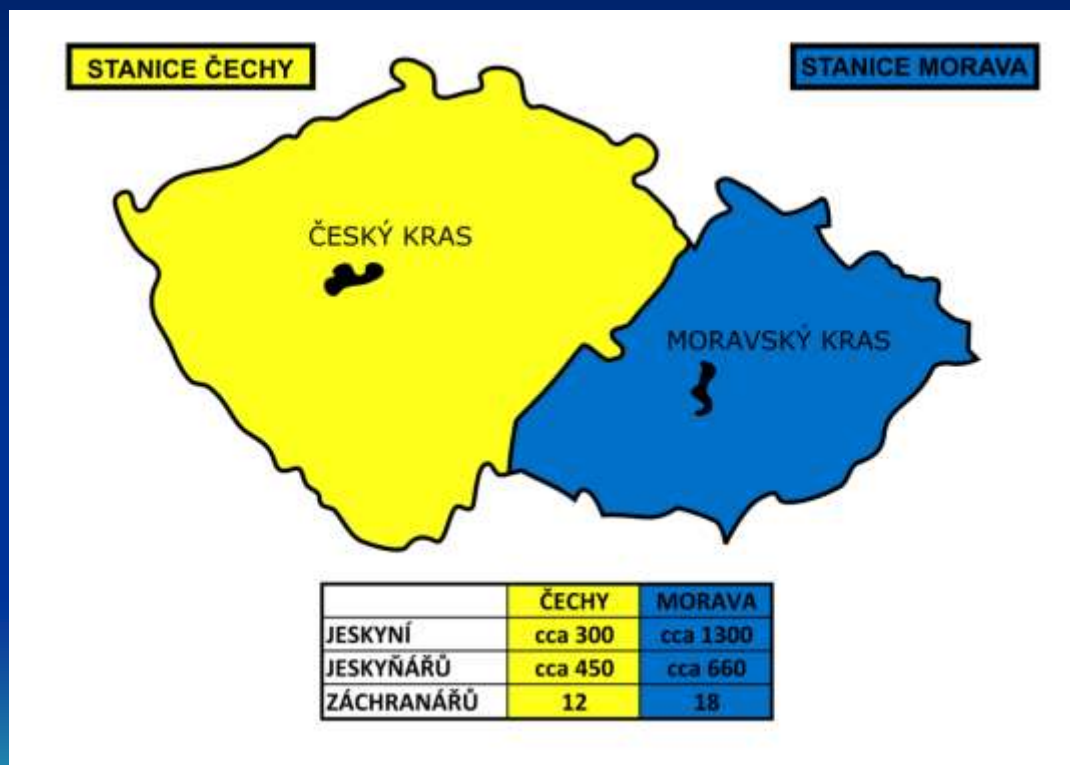 STANICE ČECHY
STANICE MORAVA
ČESKÝ KRAS
MORAVSKÝ KRAS
ČECHY MORAVA
JESKYNÍ cca 300 cca 1300
JESKYŇÁŘŮ cca 450 cca 660
ZÁCHRANÁŘŮ 12 18